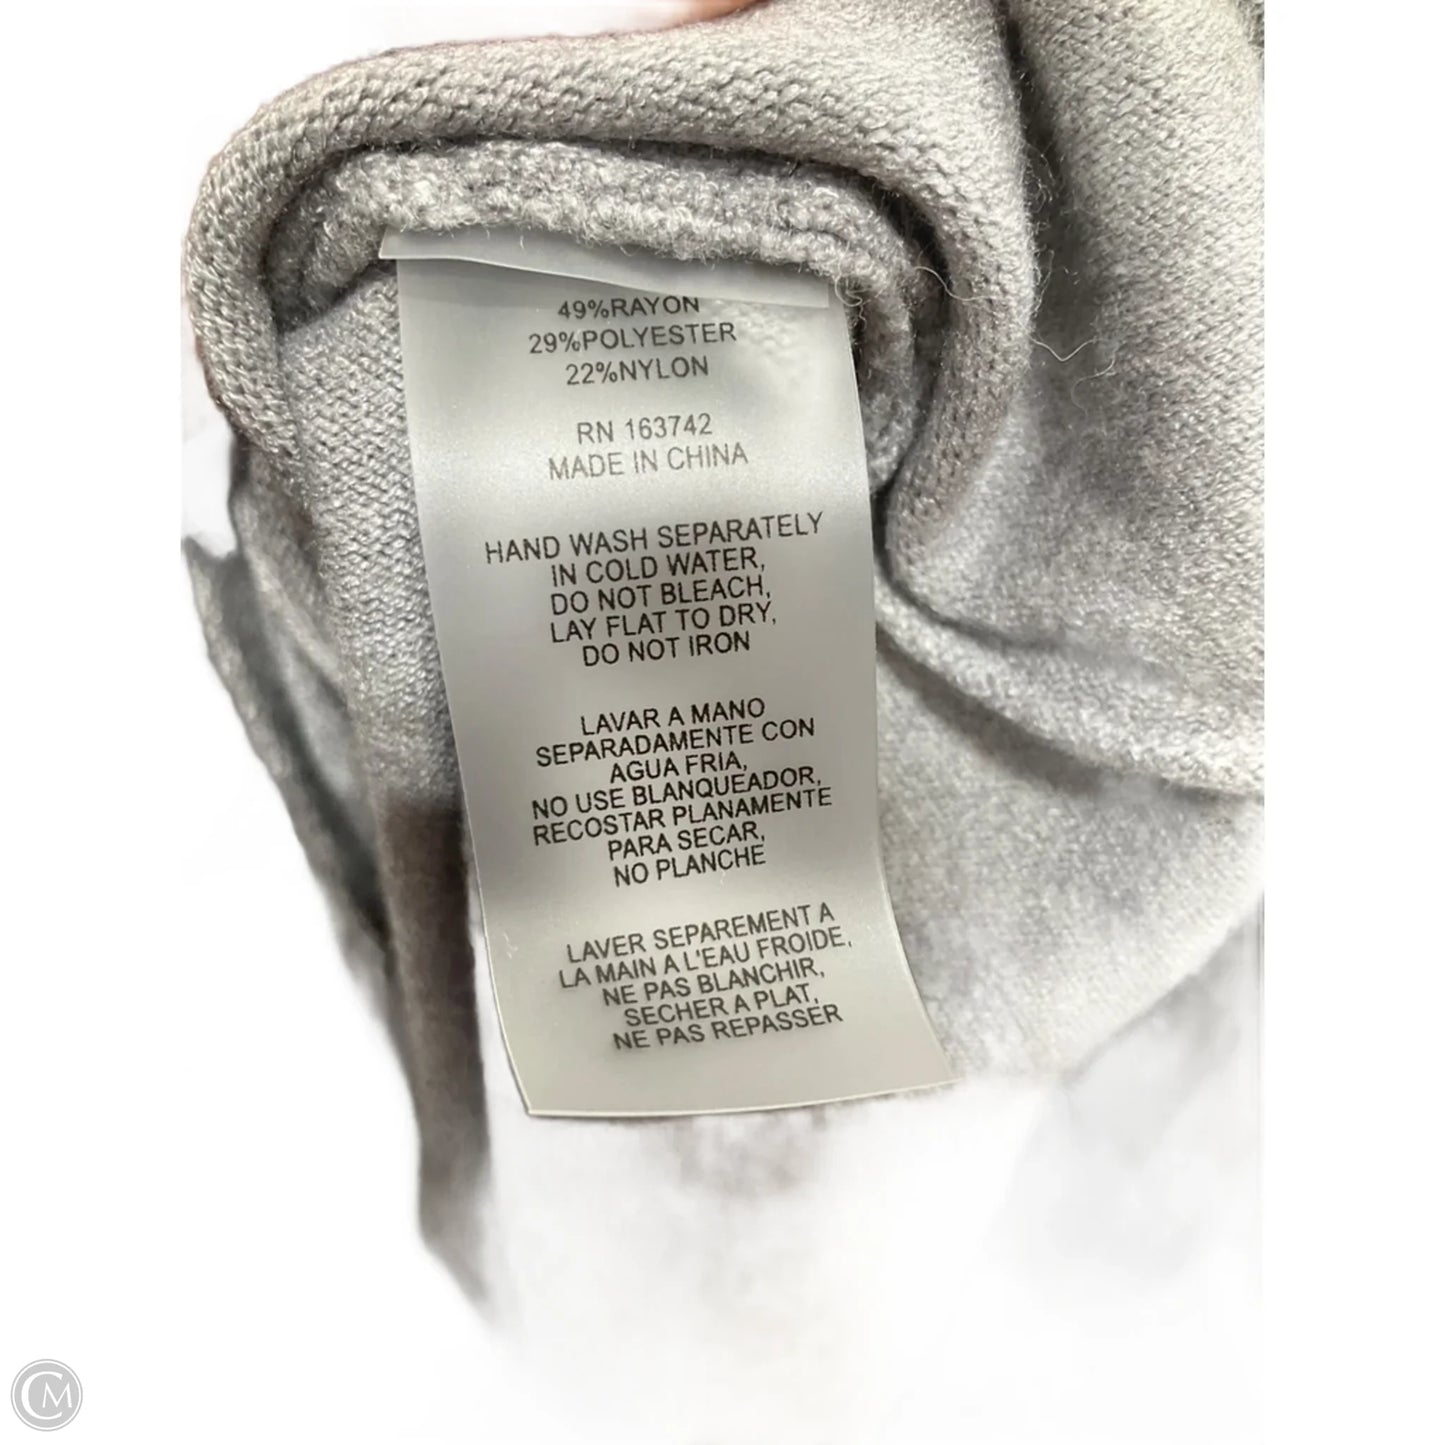 49%RAYON
29%POLYESTER
22%NYLON
RN 163742
MADE IN CHINA
HAND WASH SEPARATELY
IN COLD WATER,
DO NOT BLEACH,
LAY FLAT TO DRY,
DO NOT IRON
LAVAR A MANO
SEPARADAMENTE CON
AGUA FRIA,
NO USE BLANQUEADOR,
RECOSTAR PLANAMENTE
PARA SECAR,
NO PLANCHE
LAVER SEPAREMENT A
LA MAIN A L'EAU FROIDE,
NE PAS BLANCHIR,
SECHER A PLAT,
NE PAS REPASSER
CM